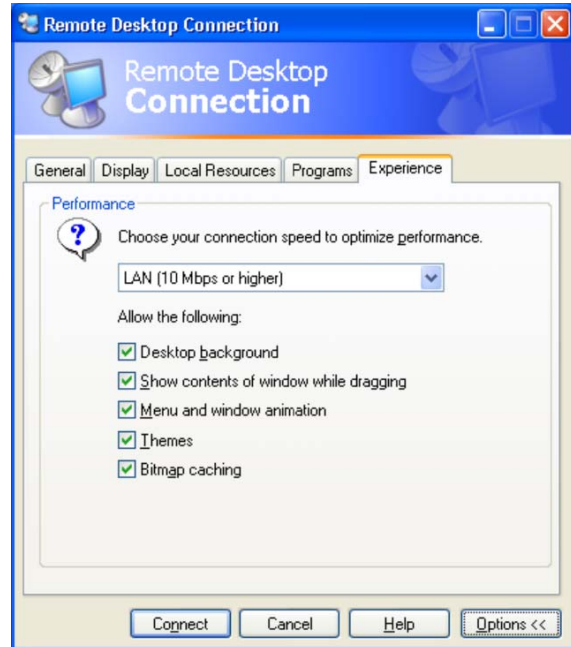 Remote Desktop Connection
Remote Desktop
Connection
General Display Local Resources Programs Experience
Performance
Choose your connection speed to optimize performance.
LAN (10 Mbps or higher)
Allow the following:
Desktop background
Show contents of window while dragging
Menu and window animation
Themes
Bitmap caching
Connect Cancel Help Options <<